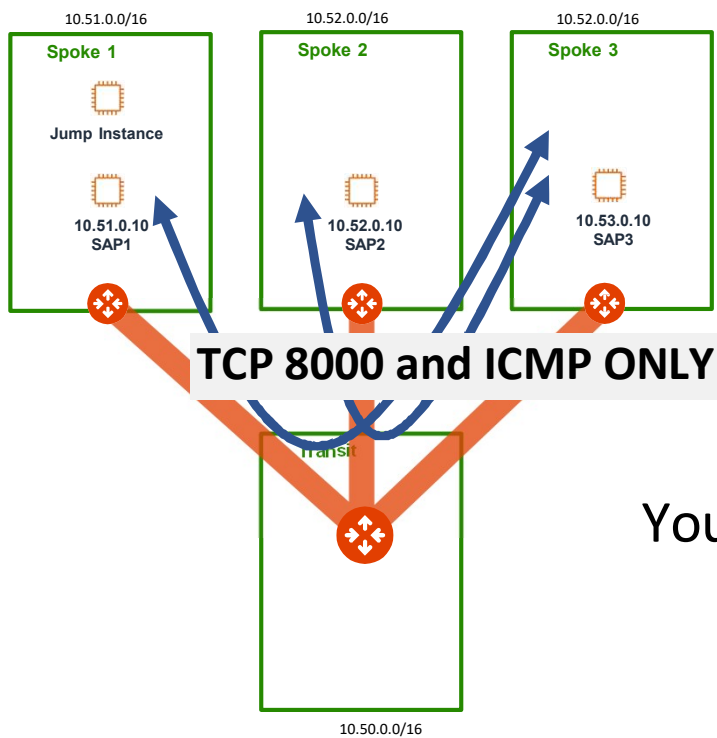 10.51.0.0/16
10.52.0.0/16
10.52.0.0/16
Spoke 1
Spoke 2
Spoke 3
Jump Instance
10.51.0.10
SAP1
10.52.0.10
SAP2
10.53.0.10
SAP3
TCP 8000 and ICMP ONLY
Transit
You
10.50.0.0/16